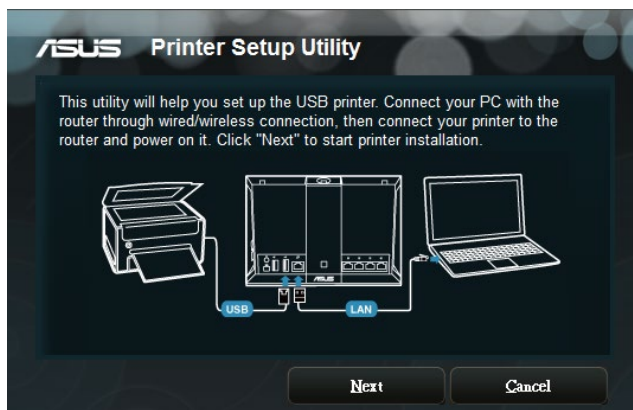 ASUS Printer Setup Utility
This utility will help you set up the USB printer. Connect your PC with the
router through wired/wireless connection, then connect your printer to the
router and power on it. Click "Next" to start printer installation.
ASUS
USB LAN
Next Cancel